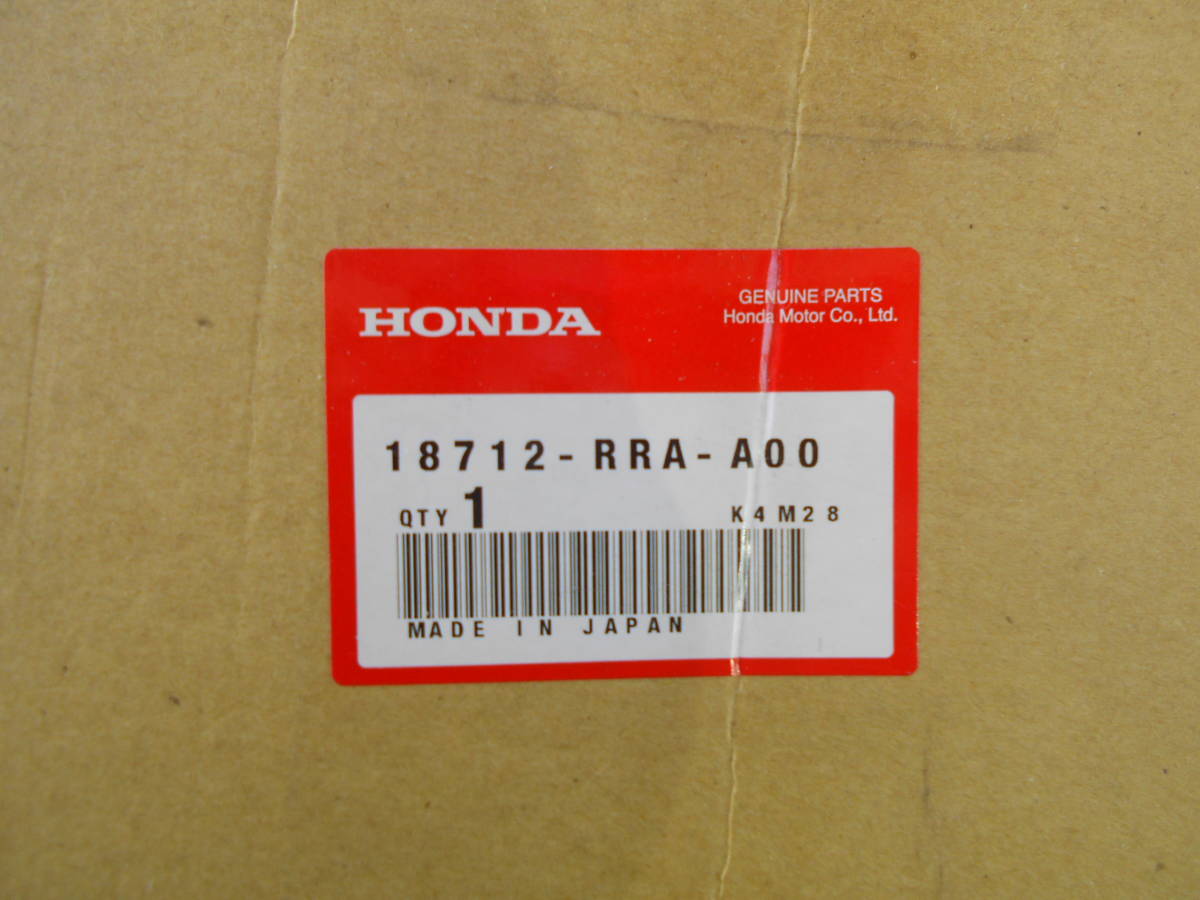 HONDA
GENUINE PARTS
Honda Motor Co., Ltd.
18712-RRA-A00
QTY 1 K4M28
MADE IN JAPAN